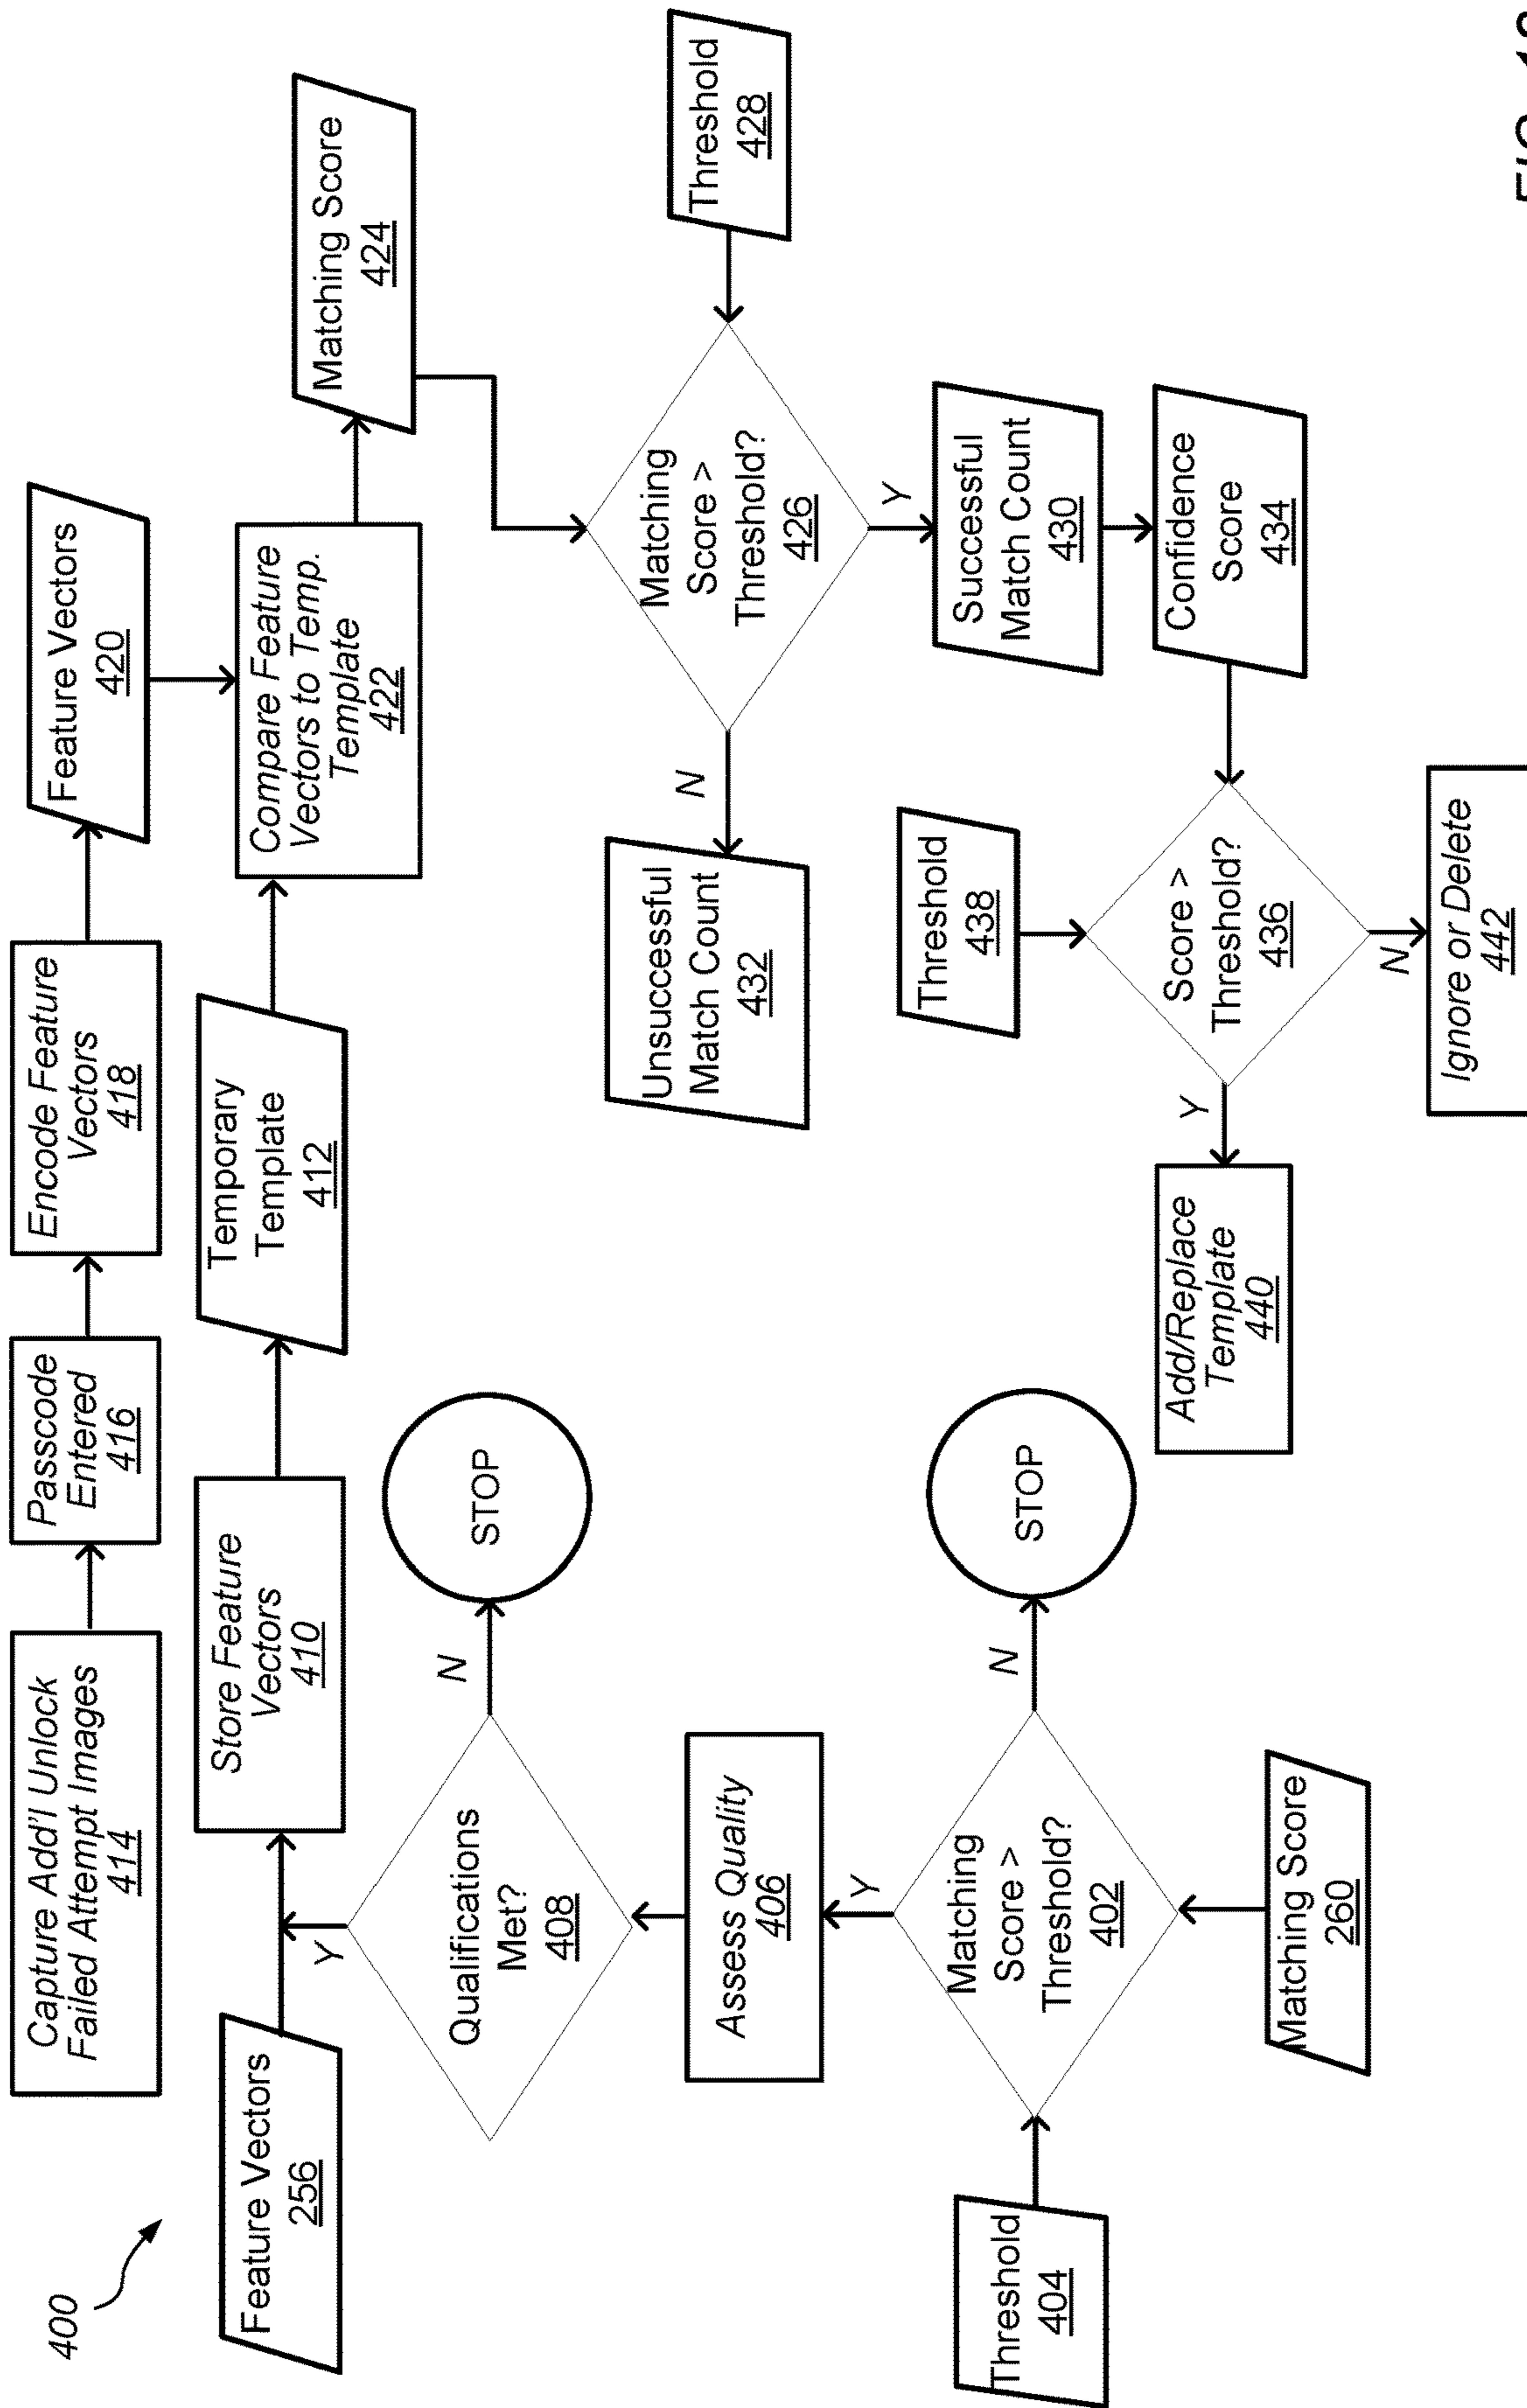 400
Capture Add'l Unlock
Failed Attempt Images
414
Passcode
Entered
416
Encode Feature
Vectors
418
Feature Vectors
420
Feature Vectors
256
Store Feature
Vectors
410
Temporary
Template
412
Compare Feature
Vectors to Temp.
Template
422
Matching Score
424
Y
Qualifications
Met?
408
N
STOP
Unsuccessful
Match Count
432
N
Matching
Score >
Threshold?
426
Threshold
428
Y
Assess Quality
406
Y
Threshold
404
Matching
Score >
Threshold?
402
N
STOP
Matching Score
260
Threshold
438
Successful
Match Count
430
Confidence
Score
434
Add/Replace
Template
440
Y
Score >
Threshold?
436
N
Ignore or Delete
442